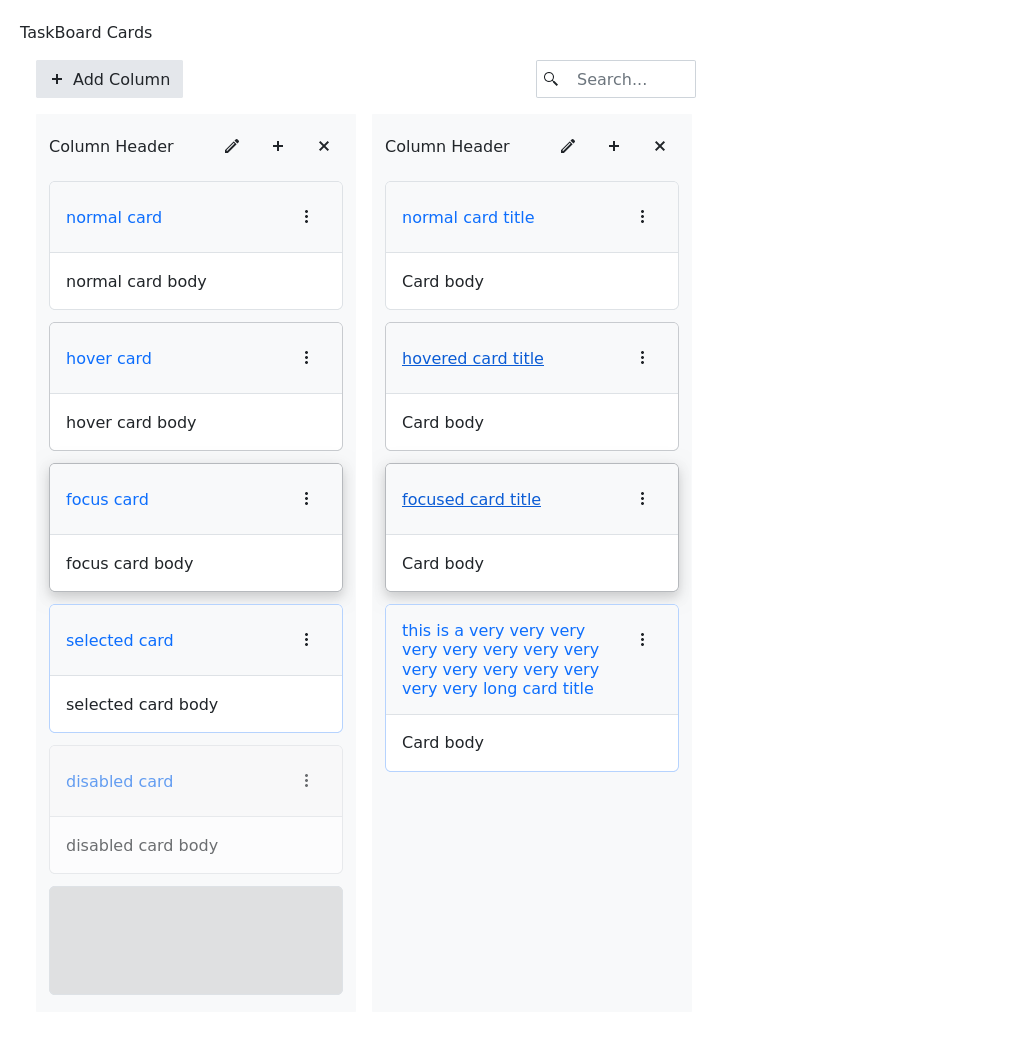 TaskBoard Cards
Add Column
Search...
Column Header
normal card
normal card body
hover card
hover card body
focus card
focus card body
selected card
selected card body
disabled card
disabled card body
Column Header
normal card title
Card body
hovered card title
Card body
focused card title
Card body
this is a very very very
very very very very very
very very very very very
very very long card title
Card body